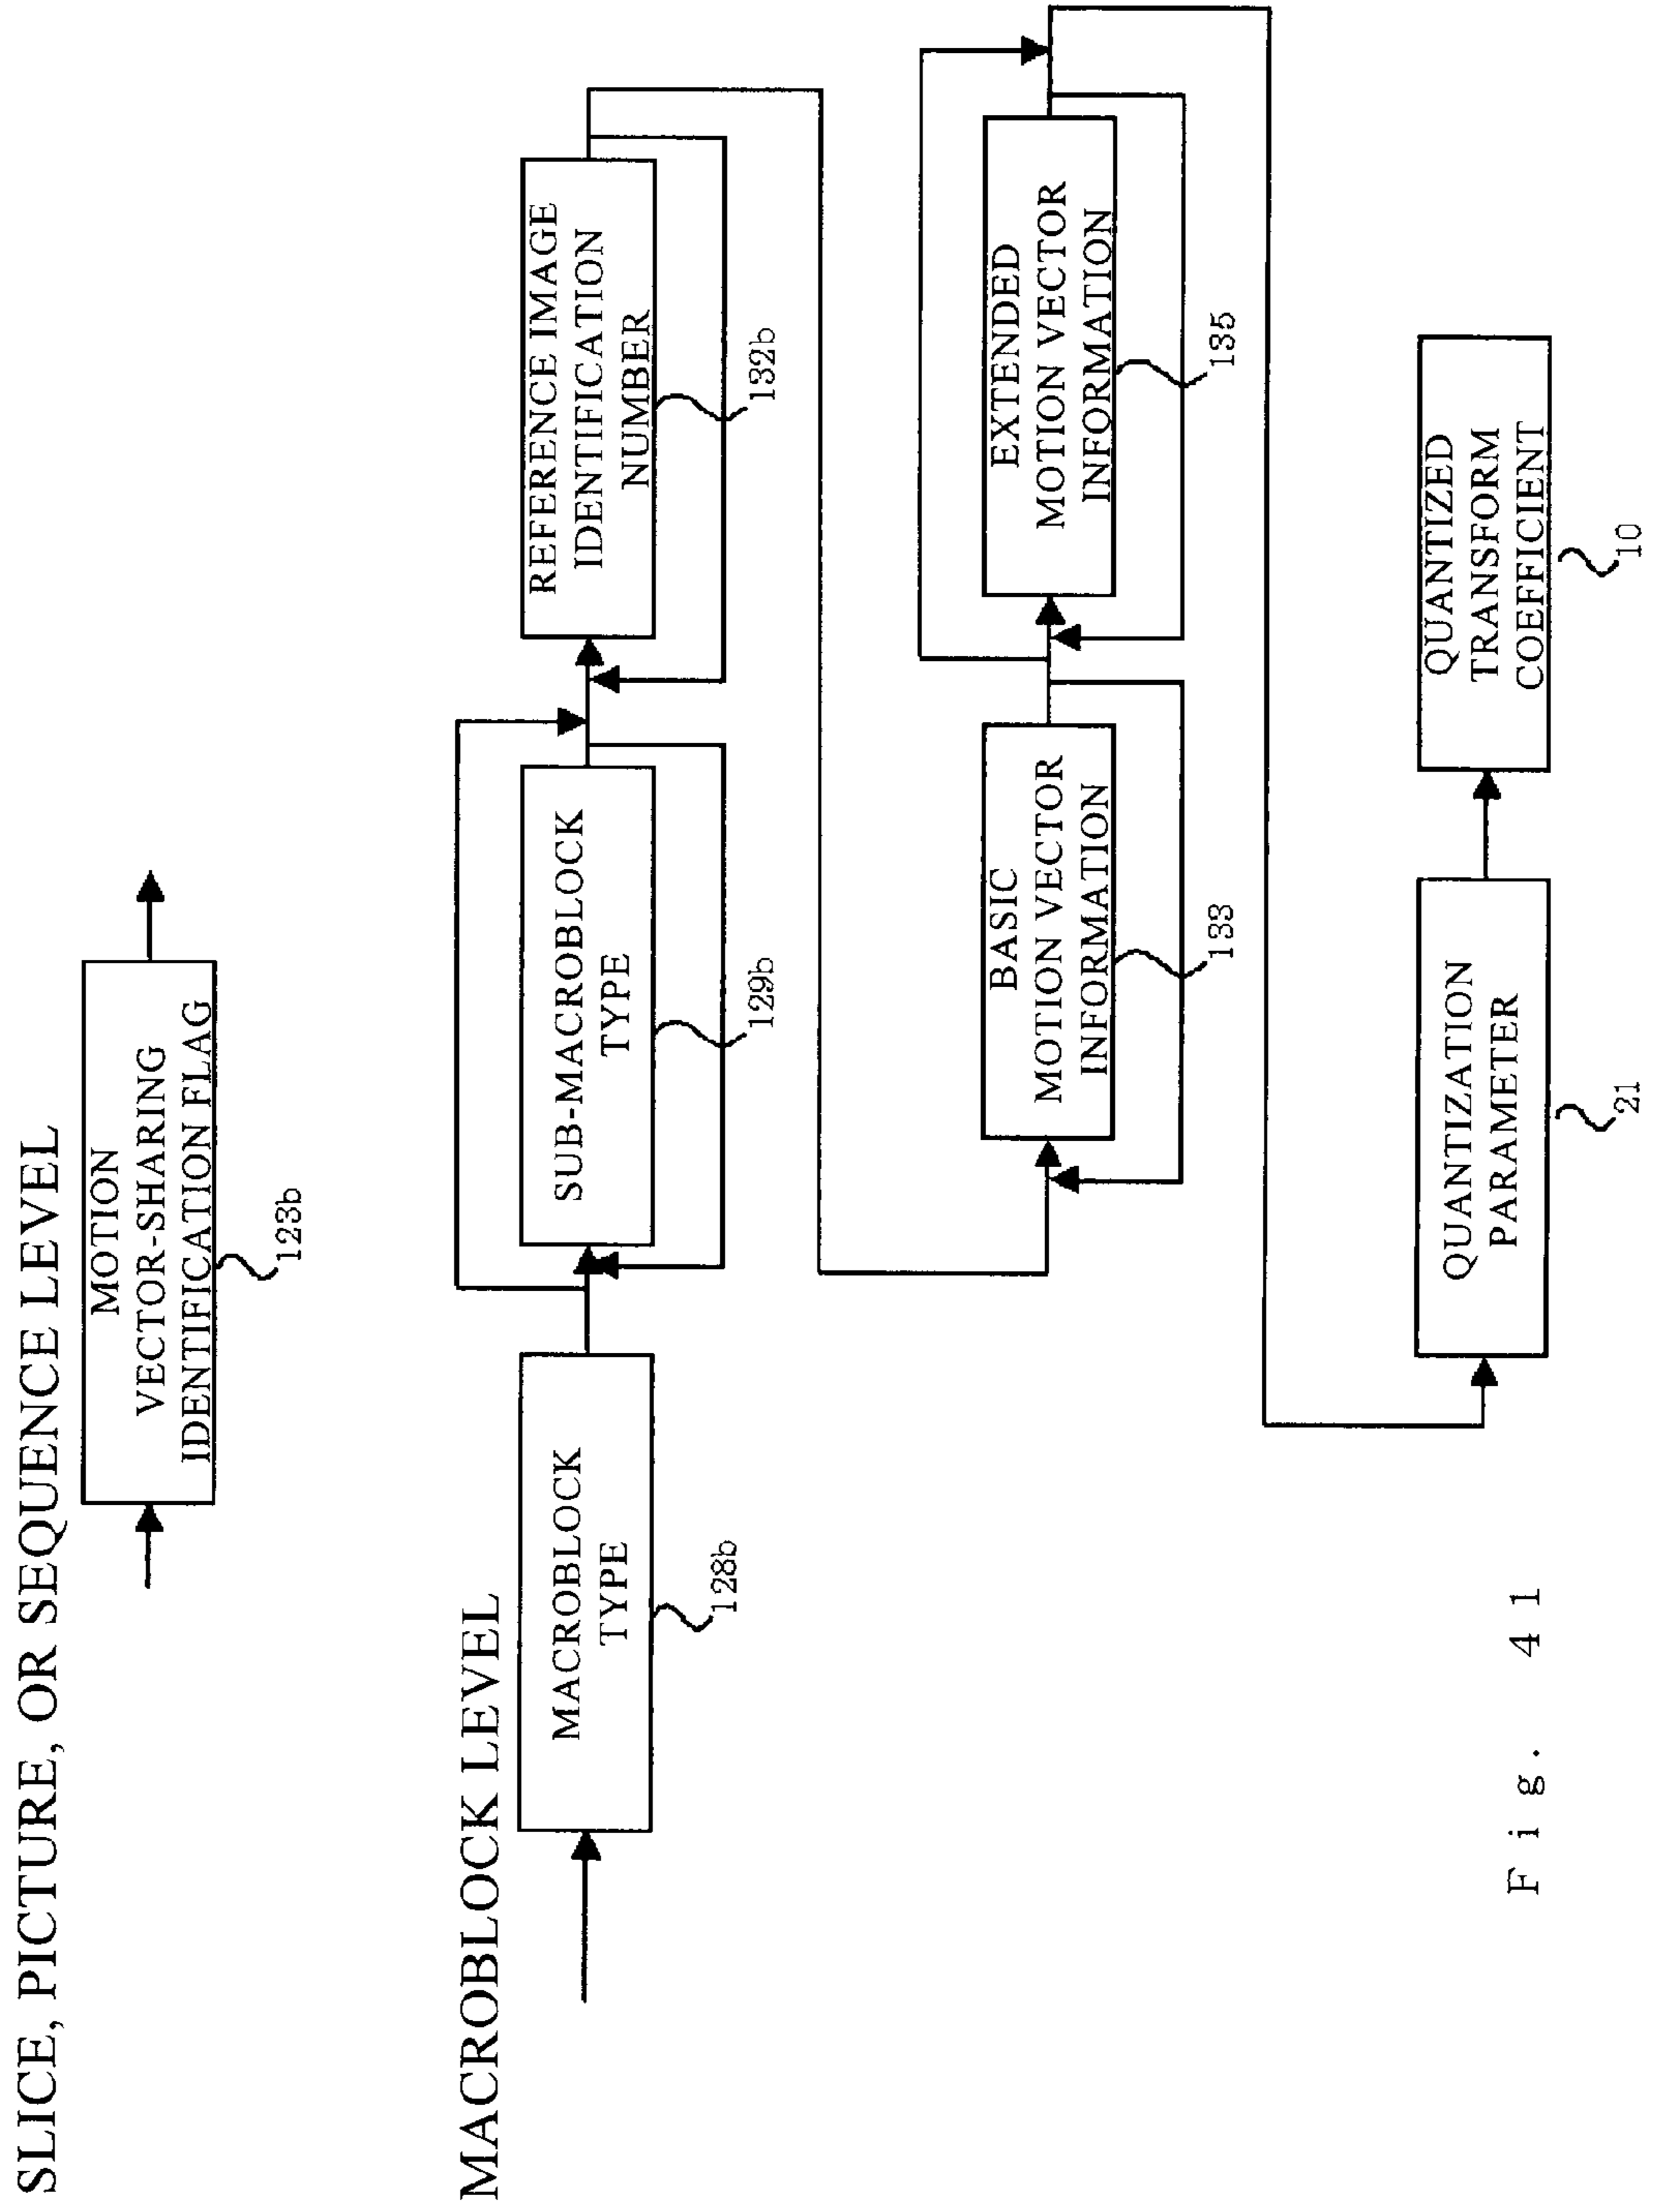 SLICE, PICTURE, OR SEQUENCE LEVEL
MOTION
VECTOR-SHARING
IDENTIFICATION FLAG
123b
MACROBLOCK LEVEL
MACROBLOCK
TYPE
128b
SUB-MACROBLOCK
TYPE
129b
REFERENCE IMAGE
IDENTIFICATION
NUMBER
132b
BASIC
MOTION VECTOR
INFORMATION
133
EXTENDED
MOTION VECTOR
INFORMATION
135
QUANTIZATION
PARAMETER
21
QUANTIZED
TRANSFORM
COEFFICIENT
10
Fig. 41